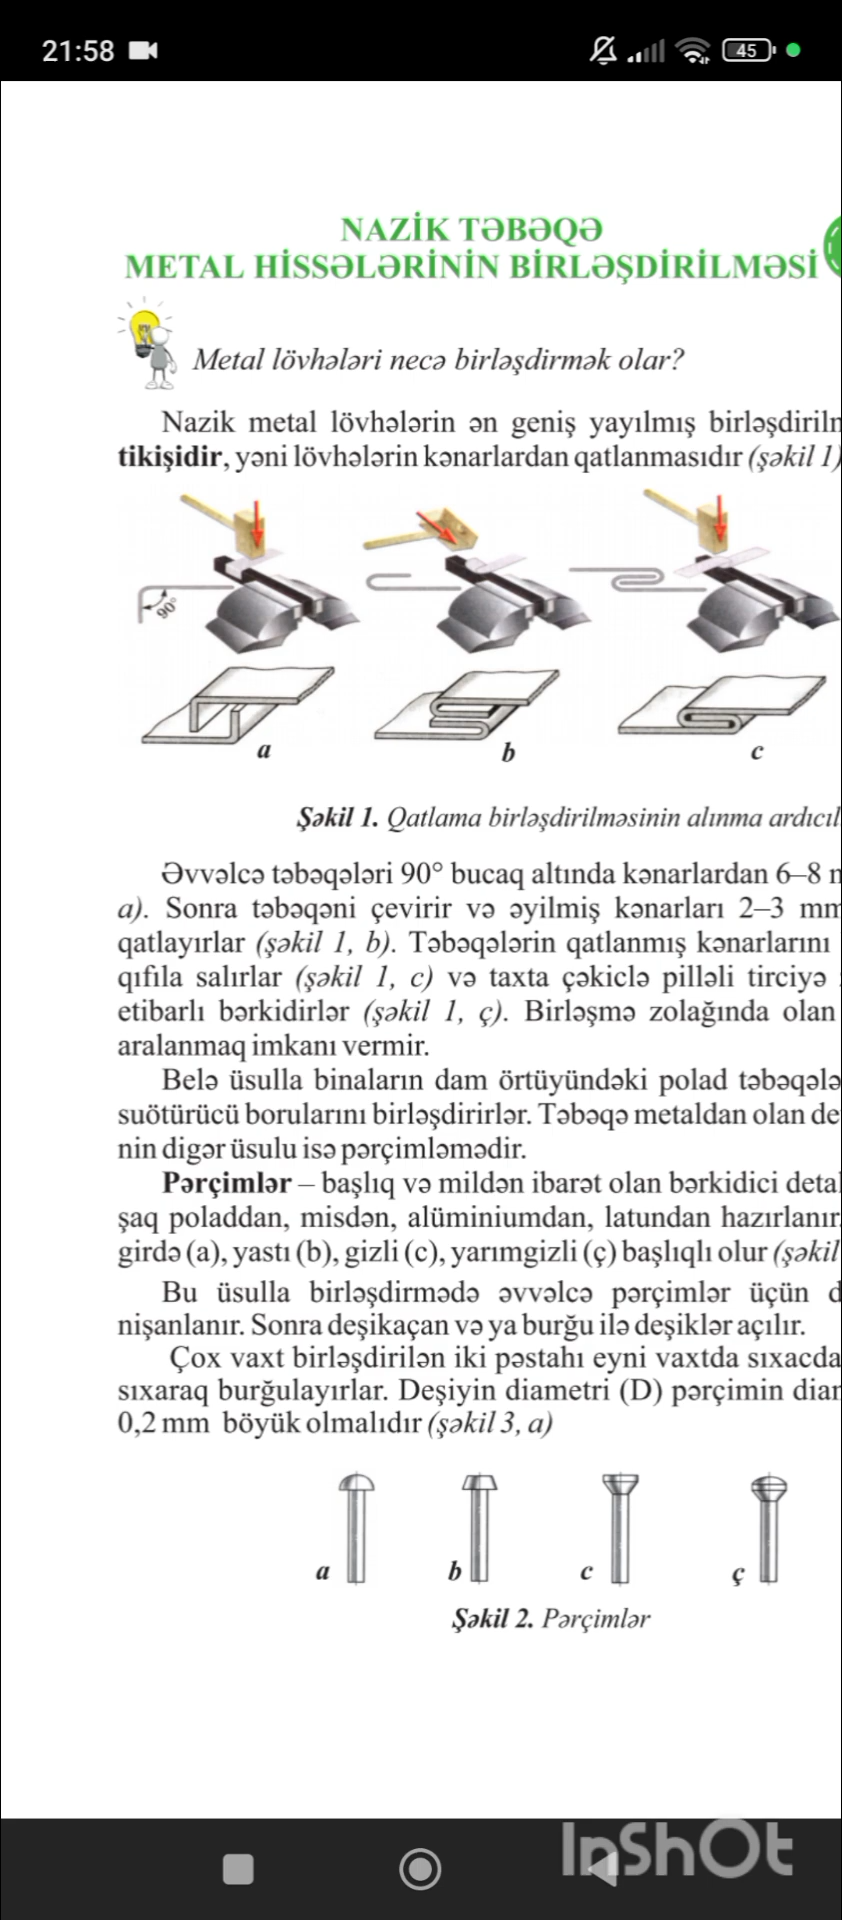 21:58
45
NAZİK TƏBƏQƏ
METAL HİSSƏLƏRİNİN BİRLƏŞDİRİLMƏSİ
Metal lövhələri necə birləşdirmək olar?
Nazik metal lövhələrin ən geniş yayılmış
tikişidir, yəni lövhələrin kənarlardan qatlanmasıdır (şəkil 1)
90°
a
b
c
Şəkil 1. Qatlama birləşdirilməsinin alınma
Əvvəlcə təbəqələri 90° bucaq altında kənarlardan 6–8
a). Sonra təbəqəni çevirir və əyilmiş kənarları 2–3 mm
qatlayırlar (şəkil 1, b). Təbəqələrin qatlanmış kənarlarını
qıfıla salırlar (şəkil 1, c) və taxta çəkiclə pilləli tirciyə
etibarlı bərkidirlər (şəkil 1, ç). Birləşmə zolağında olan
aralanmaq imkanı vermir.
Belə üsulla binaların dam örtüyündəki polad
suötürücü borularını birləşdirirlər. Təbəqə metaldan olan
nin digər üsulu isə pərçimləmədir.
Pərçimlər – başlıq və mildən ibarət olan bərkidici
şaq poladdan, misdən, alüminiumdan, latundan hazırlanır.
girdə (a), yastı (b), gizli (c), yarımgizli (ç) başlıqlı olur (şəkil
Bu üsulla birləşdirmədə əvvəlcə pərçimlər üçün
nişanlanır. Sonra deşikaçan və ya burğu ilə deşiklər açılır.
Çox vaxt birləşdirilən iki pəstahı eyni vaxtda
sıxaraq burğulayırlar. Deşiyin diametri (D) pərçimin
0,2 mm böyük olmalıdır (şəkil 3, a)
a
b
c
ç
Şəkil 2. Pərçimlər
InShOt